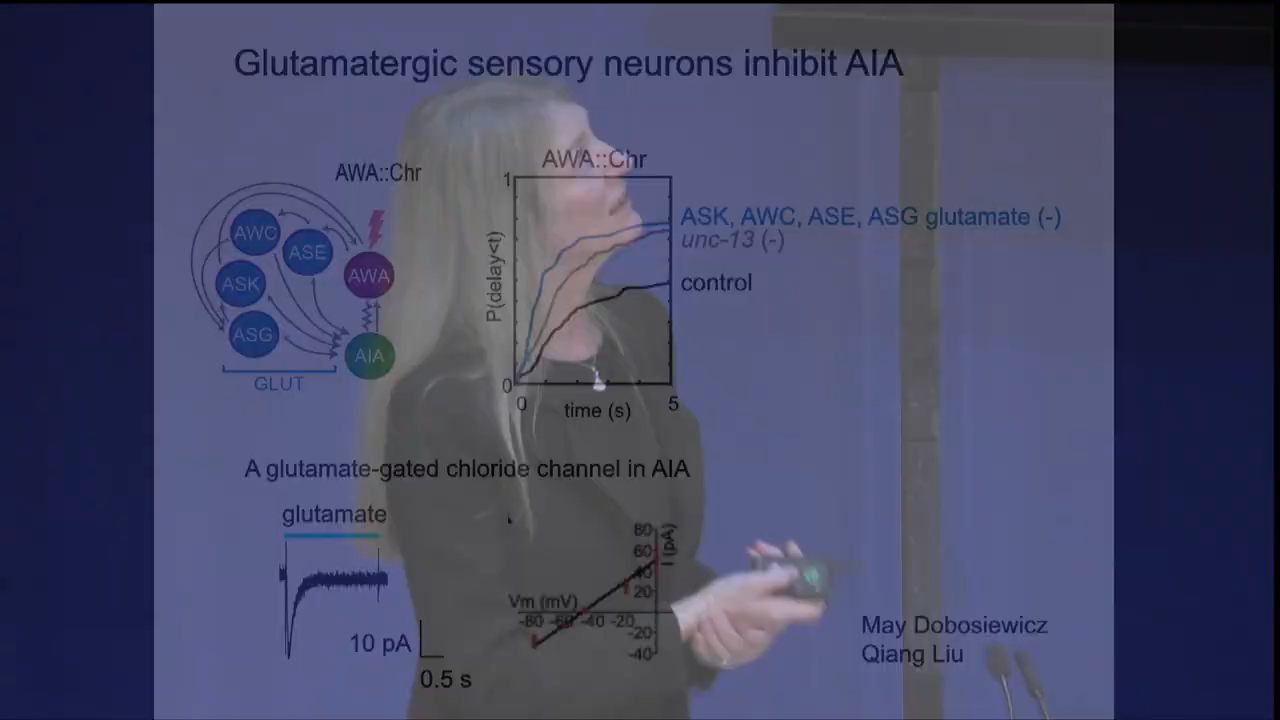 Glutamatergic sensory neurons inhibit AIA
AWA::Chr
AWC
ASE
ASK
AWA
ASG
AIA
GLUT
AWA::Chr
1
P(delay<t)
0
0
5
time (s)
ASK, AWC, ASE, ASG glutamate (-)
unc-13 (-)
control
A glutamate-gated chloride channel in AIA
glutamate
10 pA
0.5 s
80
60
40
20
I (pA)
Vm (mV)
-80 -60 -40 -20
-20
-40
May Dobosiewicz
Qiang Liu